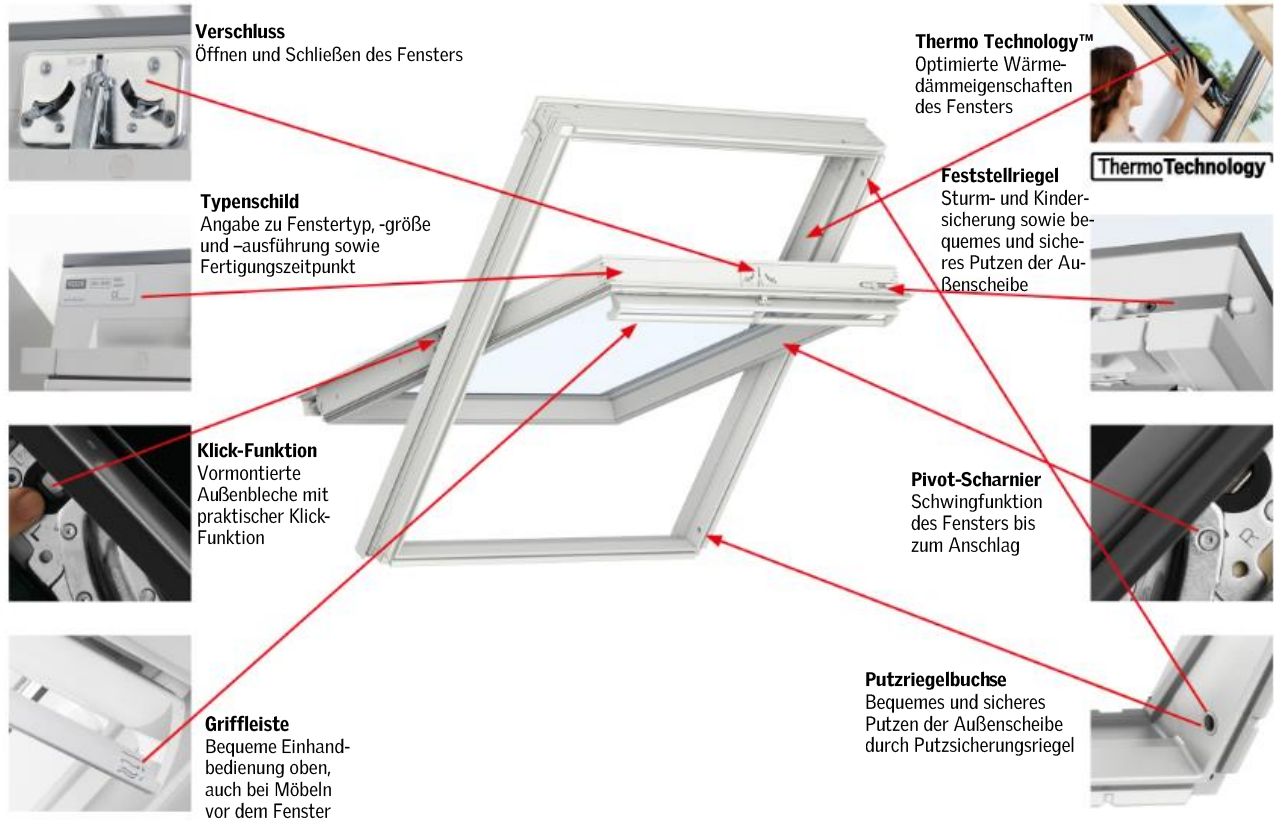 Verschluss
Öffnen und Schließen des Fensters
Typenschild
Angabe zu Fenstertyp, -größe
und –ausführung sowie
Fertigungszeitpunkt
Klick-Funktion
Vormontierte
Außenbleche mit
praktischer Klick-
Funktion
Griffleiste
Bequeme Einhand-
bedienung oben,
auch bei Möbeln
vor dem Fenster
Thermo Technology™
Optimierte Wärme-
dämmeigenschaften
des Fensters
ThermoTechnology
Feststellriegel
Sturm- und Kinder-
sicherung sowie be-
quemes und siche-
res Putzen der Au-
ßenscheibe
Pivot-Scharnier
Schwingfunktion
des Fensters bis
zum Anschlag
R
Putzriegelbuchse
Bequemes und sicheres
Putzen der Außenscheibe
durch Putzsicherungsriegel